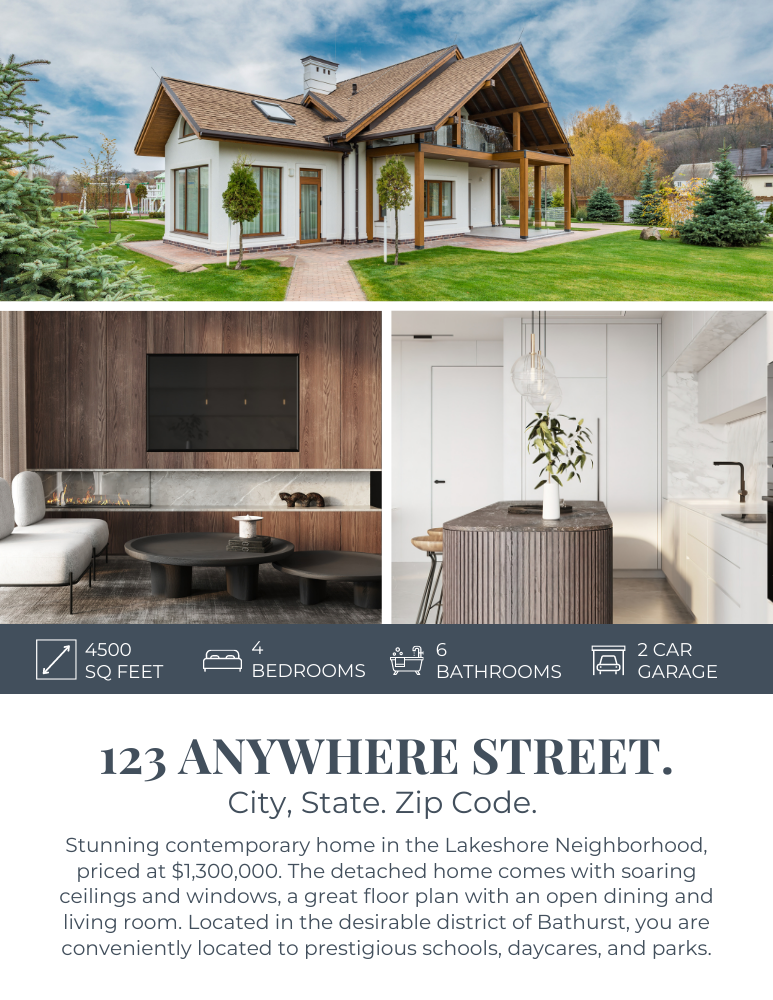 4500
SQ FEET
4
BEDROOMS
6
BATHROOMS
2 CAR
GARAGE
123 ANYWHERE STREET.
City, State. Zip Code.
Stunning contemporary home in the Lakeshore Neighborhood,
priced at $1,300,000. The detached home comes with soaring
ceilings and windows, a great floor plan with an open dining and
living room. Located in the desirable district of Bathurst, you are
conveniently located to prestigious schools, daycares, and parks.